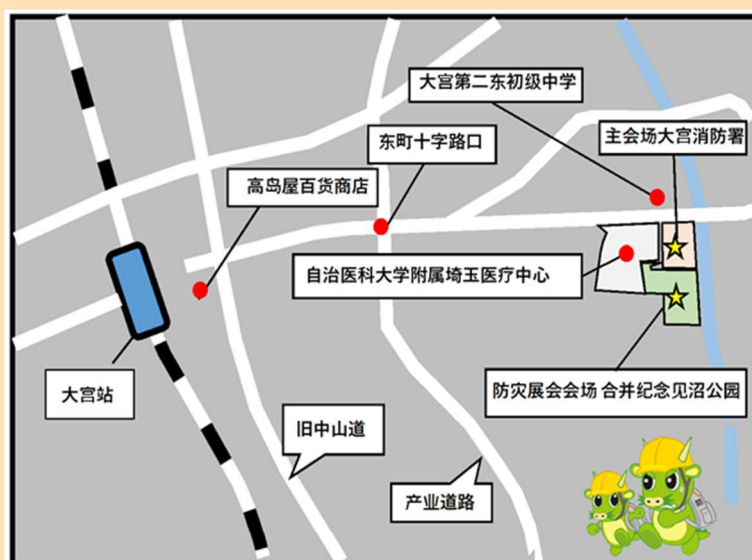 大宫第二东初级中学
主会场大宫消防署
东町十字路口
高岛屋百货商店
自治医科大学附属埼玉医疗中心
大宫站
防灾展会会场 合并纪念见沼公园
旧中山道
产业道路